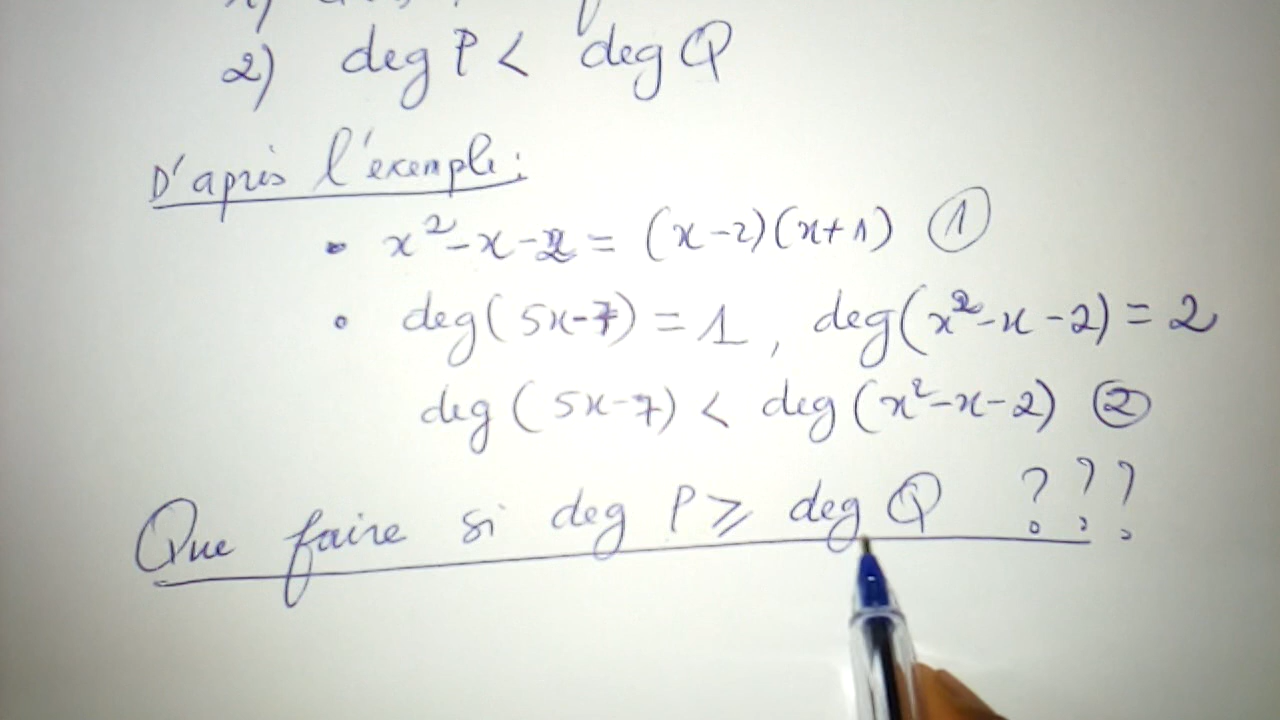 2) deg P < deg Q
D'après l'exemple:
• x² - x - 2 = (x-2)(x+1) ①
• deg(5x-7) = 1, deg(x²-x-2) = 2
deg(5x-7) < deg(x²-x-2) ②
Que faire si deg P ⩾ deg Q ???